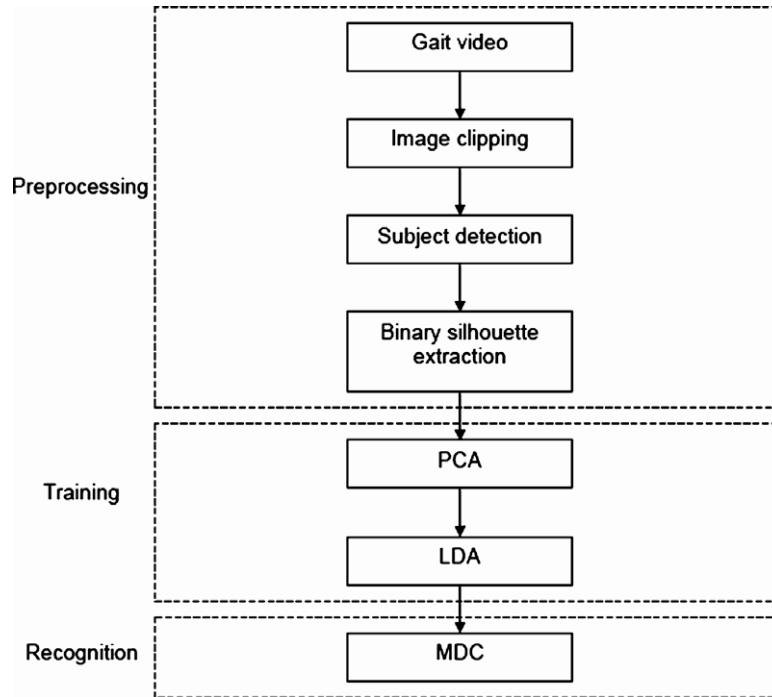 Gait video
Image clipping
Preprocessing
Subject detection
Binary silhouette
extraction
PCA
Training
LDA
Recognition
MDC